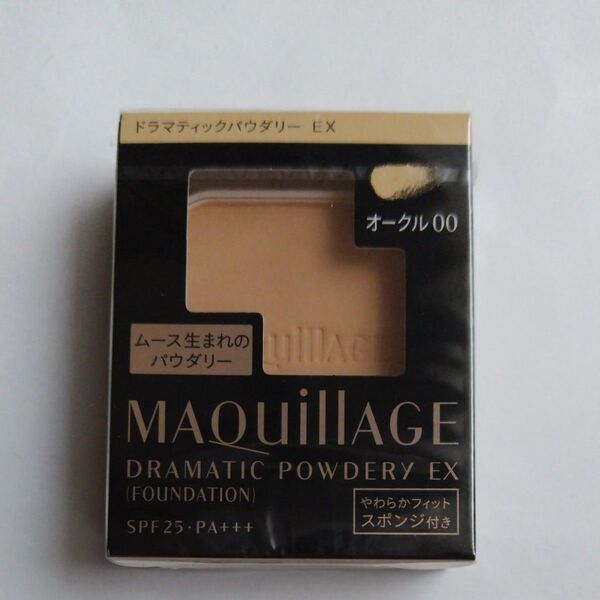 ドラマティックパウダリー EX
オークル00
ムース生まれの
パウダリー
MAQuillAGE
DRAMATIC POWDERY EX
(FOUNDATION)
SPF25・PA+++
やわらかフィット
スポンジ付き